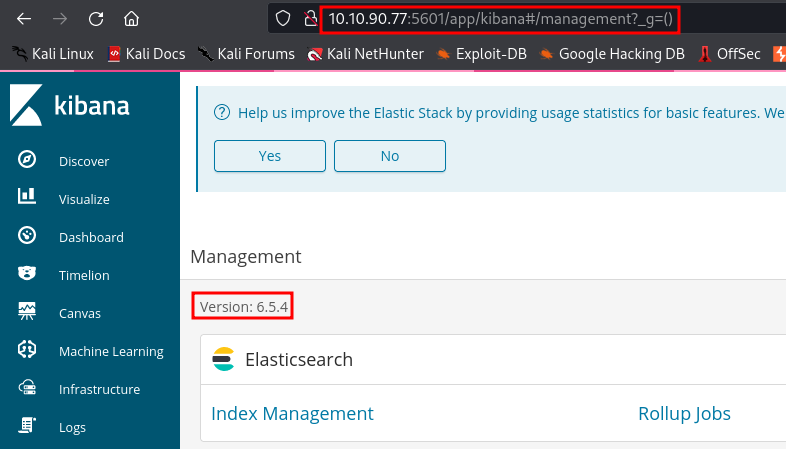 10.10.90.77:5601/app/kibana#/management?_g=()
Kali Linux Kali Docs Kali Forums Kali NetHunter Exploit-DB Google Hacking DB OffSec
kibana
Discover
Visualize
Dashboard
Timelion
Canvas
Machine Learning
Infrastructure
Logs
Help us improve the Elastic Stack by providing usage statistics for basic features. We
Yes No
Management
Version: 6.5.4
Elasticsearch
Index Management Rollup Jobs